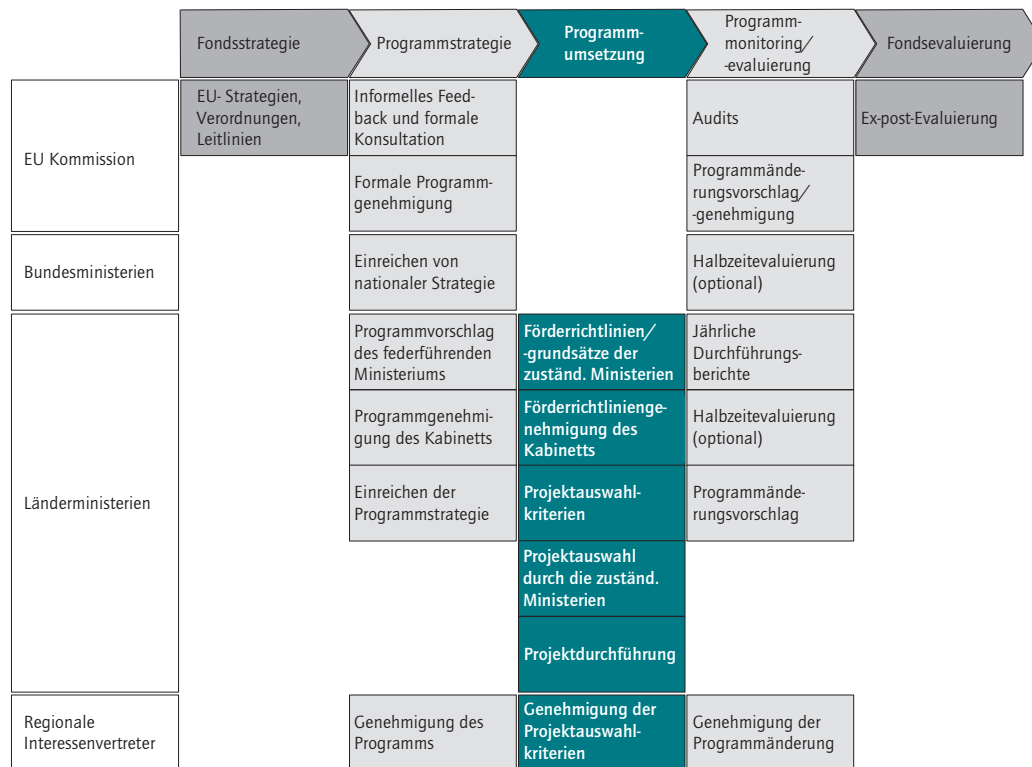 Fondsstrategie
Programmstrategie
Programm-
umsetzung
Programm-
monitoring/
-evaluierung
Fondsevaluierung
EU Kommission
EU- Strategien,
Verordnungen,
Leitlinien
Informelles Feed-
back und formale
Konsultation
Audits
Ex-post-Evaluierung
Formale Programm-
genehmigung
Programmände-
rungsvorschlag/
-genehmigung
Bundesministerien
Einreichen von
nationaler Strategie
Halbzeitevaluierung
(optional)
Länderministerien
Programmvorschlag
des federführenden
Ministeriums
Förderrichtlinien/
-grundsätze der
zuständ. Ministerien
Jährliche
Durchführungs-
berichte
Programmgenehmi-
gung des Kabinetts
Förderrichtlinienge-
nehmigung des
Kabinetts
Halbzeitevaluierung
(optional)
Einreichen der
Programmstrategie
Projektauswahl-
kriterien
Programmände-
rungsvorschlag
Projektauswahl
durch die zuständ.
Ministerien
Projektdurchführung
Regionale
Interessenvertreter
Genehmigung des
Programms
Genehmigung der
Projektauswahl-
kriterien
Genehmigung der
Programmänderung